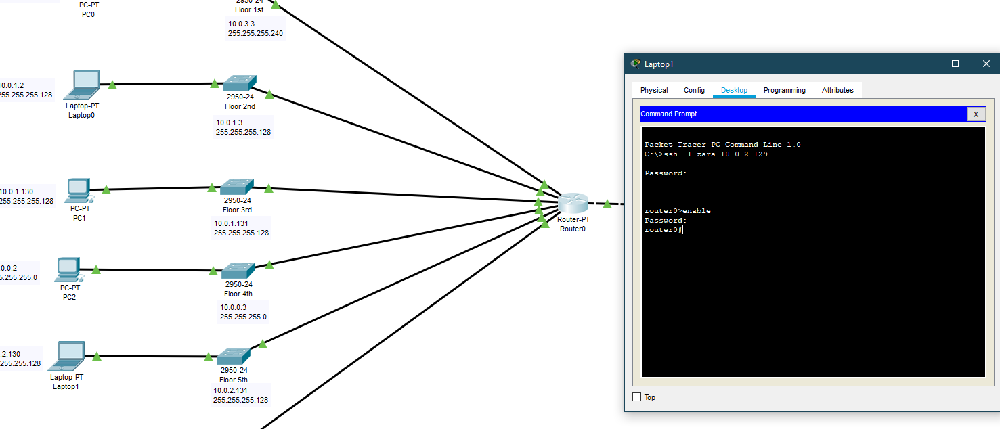 PC-PT
PC0
2950-24
Floor 1st
10.0.3.3
255.255.255.240
0.0.1.2
255.255.255.128
Laptop-PT
Laptop0
2950-24
Floor 2nd
10.0.1.3
255.255.255.128
10.0.1.130
255.255.255.128
PC-PT
PC1
2950-24
Floor 3rd
10.0.1.131
255.255.255.128
Router-PT
Router0
.0.0.2
5.255.255.0
PC-PT
PC2
2950-24
Floor 4th
10.0.0.3
255.255.255.0
.2.130
255.255.128
Laptop-PT
Laptop1
2950-24
Floor 5th
10.0.2.131
255.255.255.128
Laptop1
Physical Config Desktop Programming Attributes
Command Prompt X
Packet Tracer PC Command Line 1.0
C:\>ssh -l zara 10.0.2.129
Password:
router0>enable
Password:
router0#
Top